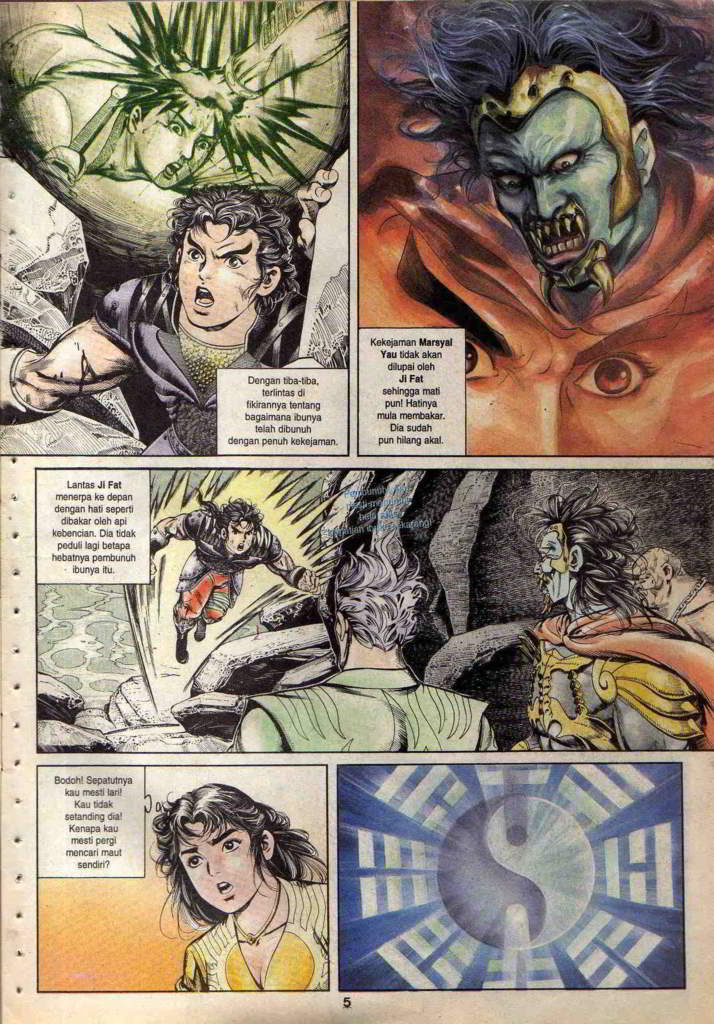 Dengan tiba-tiba,
terlintas di
fikirannya tentang
bagaimana ibunya
telah dibunuh
dengan penuh kekejaman.
Kekejaman Marsyal
Yau tidak akan
dilupai oleh
Ji Fat
sehingga mati
pun! Hatinya
mula membakar.
Dia sudah
pun hilang akal.
Lantas Ji Fat
menerpa ke depan
dengan hati seperti
dibakar oleh api
kebencian. Dia tidak
peduli lagi betapa
hebatnya pembunuh
ibunya itu.
Bodoh! Sepatutnya
kau mesti lari!
Kau tidak
setanding dia!
Kenapa kau
mesti pergi
mencari maut
sendiri?
5